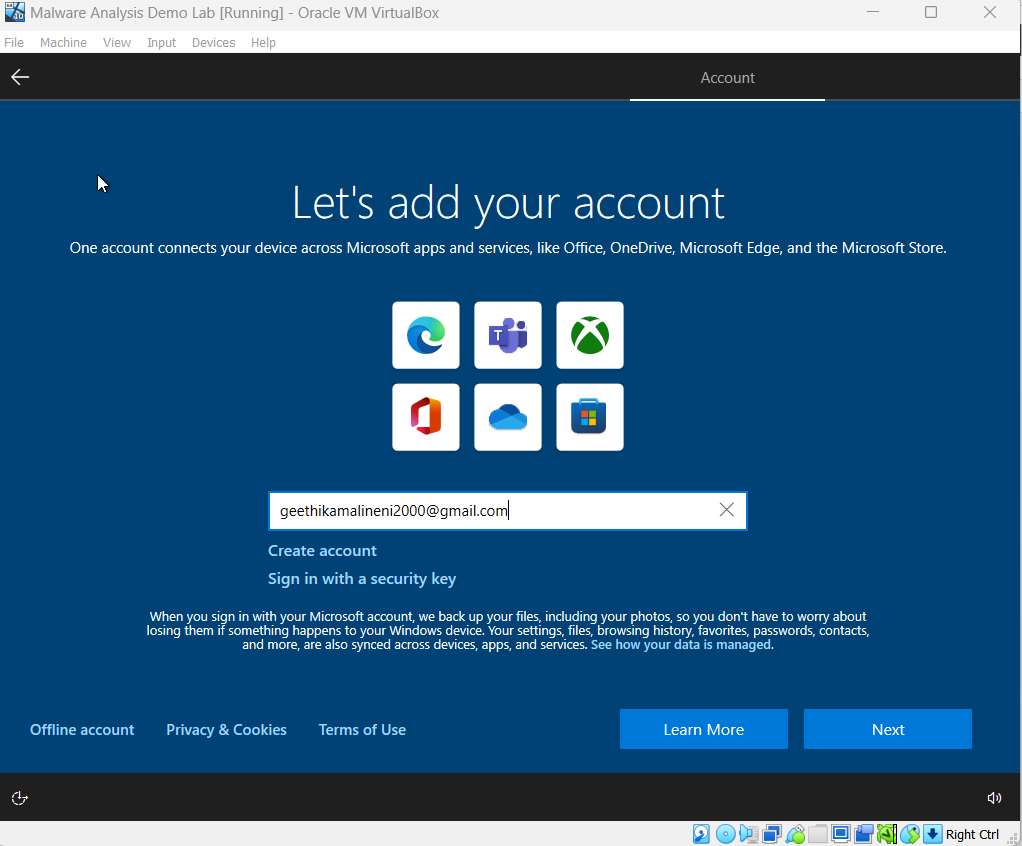 Malware Analysis Demo Lab [Running] - Oracle VM VirtualBox
File Machine View Input Devices Help
Account
Let's add your account
One account connects your device across Microsoft apps and services, like Office, OneDrive, Microsoft Edge, and the Microsoft Store.
geethikamalineni2000@gmail.com
Create account
Sign in with a security key
When you sign in with your Microsoft account, we back up your files, including your photos, so you don't have to worry about
losing them if something happens to your Windows device. Your settings, files, browsing history, favorites, passwords, contacts,
and more, are also synced across devices, apps, and services. See how your data is managed.
Offline account Privacy & Cookies Terms of Use Learn More Next
Right Ctrl